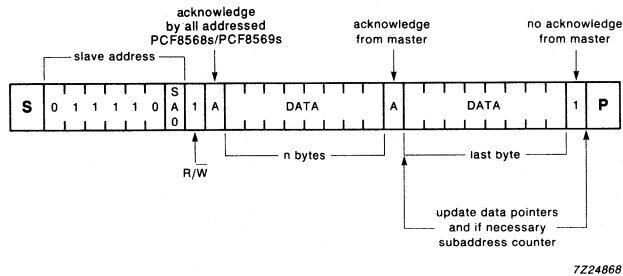 acknowledge
by all addressed
PCF8568s/PCF8569s
acknowledge
from master
no acknowledge
from master
slave address
S 0 1 1 1 1 0 S A 0 1 A DATA A DATA 1 P
R/W
n bytes
last byte
update data pointers
and if necessary
subaddress counter
7Z24868